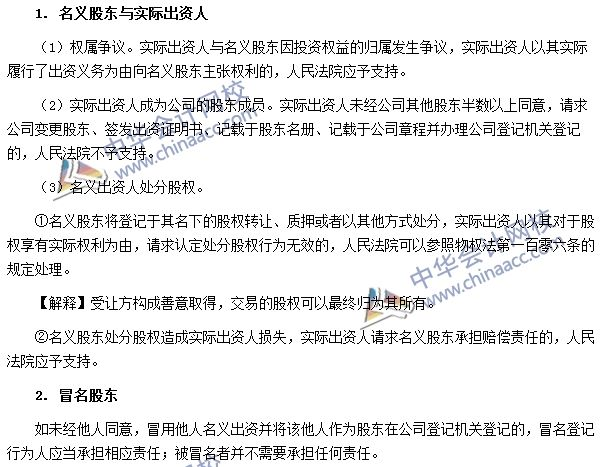 1. 名义股东与实际出资人
（1）权属争议。实际出资人与名义股东因投资权益的归属发生争议，实际出资人以其实际
履行了出资义务为由向名义股东主张权利的，人民法院应予支持。
（2）实际出资人成为公司的股东成员。实际出资人未经公司其他股东半数以上同意，请求
公司变更股东、签发出资证明书、记载于股东名册、记载于公司章程并办理公司登记机关登记
的，人民法院不予支持。
（3）名义出资人处分股权。
①名义股东将登记于其名下的股权转让、质押或者以其他方式处分，实际出资人以其对于股
权享有实际权利为由，请求认定处分股权行为无效的，人民法院可以参照物权法第一百零六条的
规定处理。
【解释】受让方构成善意取得，交易的股权可以最终归为其所有。
②名义股东处分股权造成实际出资人损失，实际出资人请求名义股东承担赔偿责任的，人民
法院应予支持。
2. 冒名股东
如未经他人同意，冒用他人名义出资并将该他人作为股东在公司登记机关登记的，冒名登记
行为人应当承担相应责任；被冒名者并不需要承担任何责任。
中华会计网校
www.chinaacc.com
中华会计网校
www.chinaacc.com